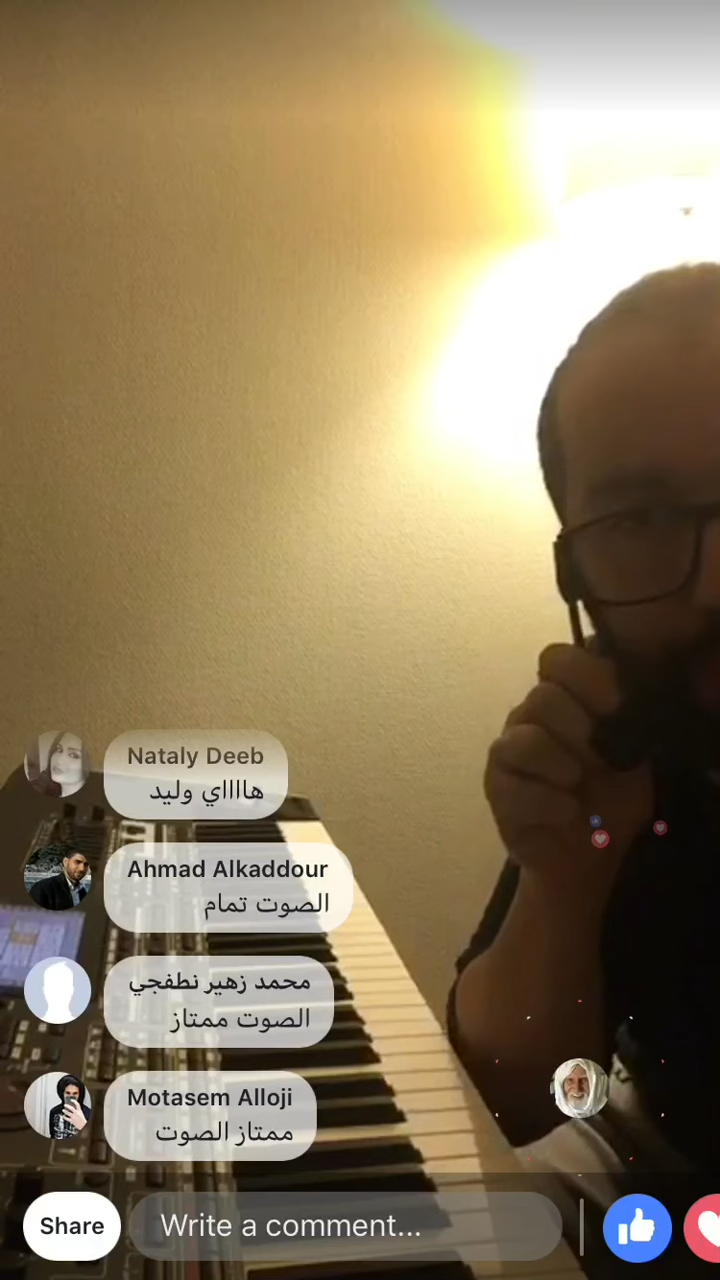 Nataly Deeb
هااااي وليد
Ahmad Alkaddour
الصوت تمام
محمد زهير نطفجي
الصوت ممتاز
Motasem Alloji
ممتاز الصوت
Share
Write a comment...